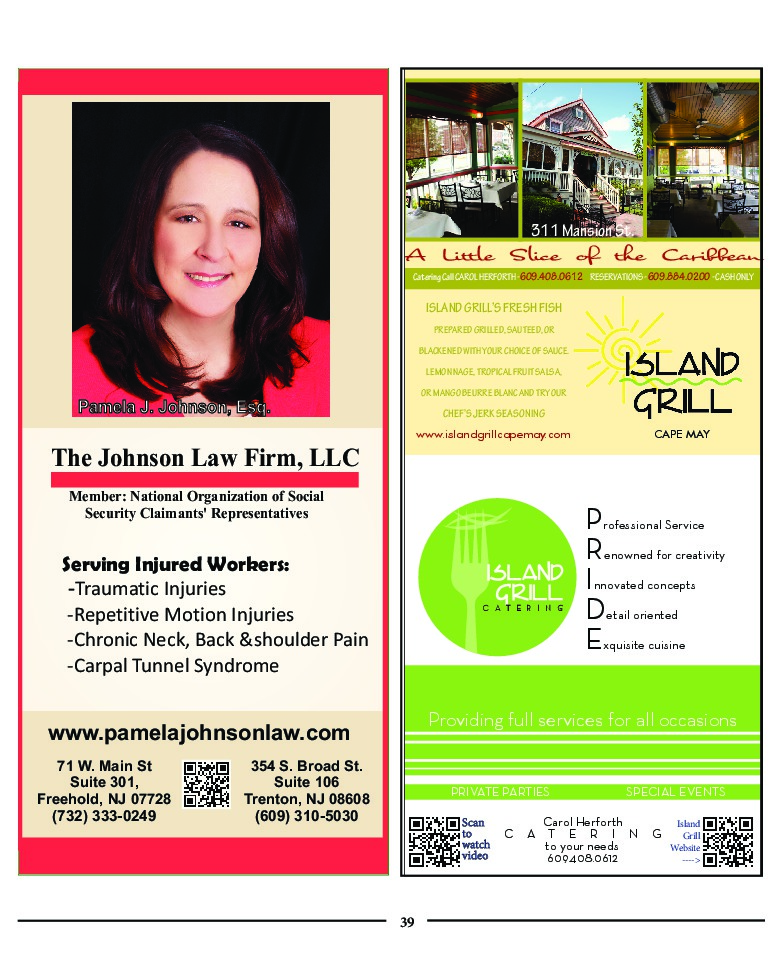 Pamela J. Johnson, Esq.
The Johnson Law Firm, LLC
Member: National Organization of Social
Security Claimants' Representatives
Serving Injured Workers:
-Traumatic Injuries
-Repetitive Motion Injuries
-Chronic Neck, Back &shoulder Pain
-Carpal Tunnel Syndrome
www.pamelajohnsonlaw.com
71 W. Main St
Suite 301,
Freehold, NJ 07728
(732) 333-0249
354 S. Broad St.
Suite 106
Trenton, NJ 08608
(609) 310-5030
311 Mansion St.
A Little Slice of the Caribbean
Catering Call CAROL HERFORTH - 609.408.0612 RESERVATIONS - 609.884.0200 - CASH ONLY
ISLAND GRILL'S FRESH FISH
PREPARED GRILLED, SAUTEED, OR
BLACKENED WITH YOUR CHOICE OF SAUCE.
LEMONNAGE, TROPICAL FRUIT SALSA,
OR MANGO BEURRE BLANC AND TRY OUR
CHEF'S JERK SEASONING
www.islandgrillcapemay.com
ISLAND
GRILL
CAPE MAY
ISLAND
GRILL
CATERING
Professional Service
Renowned for creativity
Innovated concepts
Detail oriented
Exquisite cuisine
Providing full services for all occasions
PRIVATE PARTIES SPECIAL EVENTS
Scan
to
watch
video
Carol Herforth
CATERING
to your needs
609.408.0612
Island
Grill
Website
---->
39